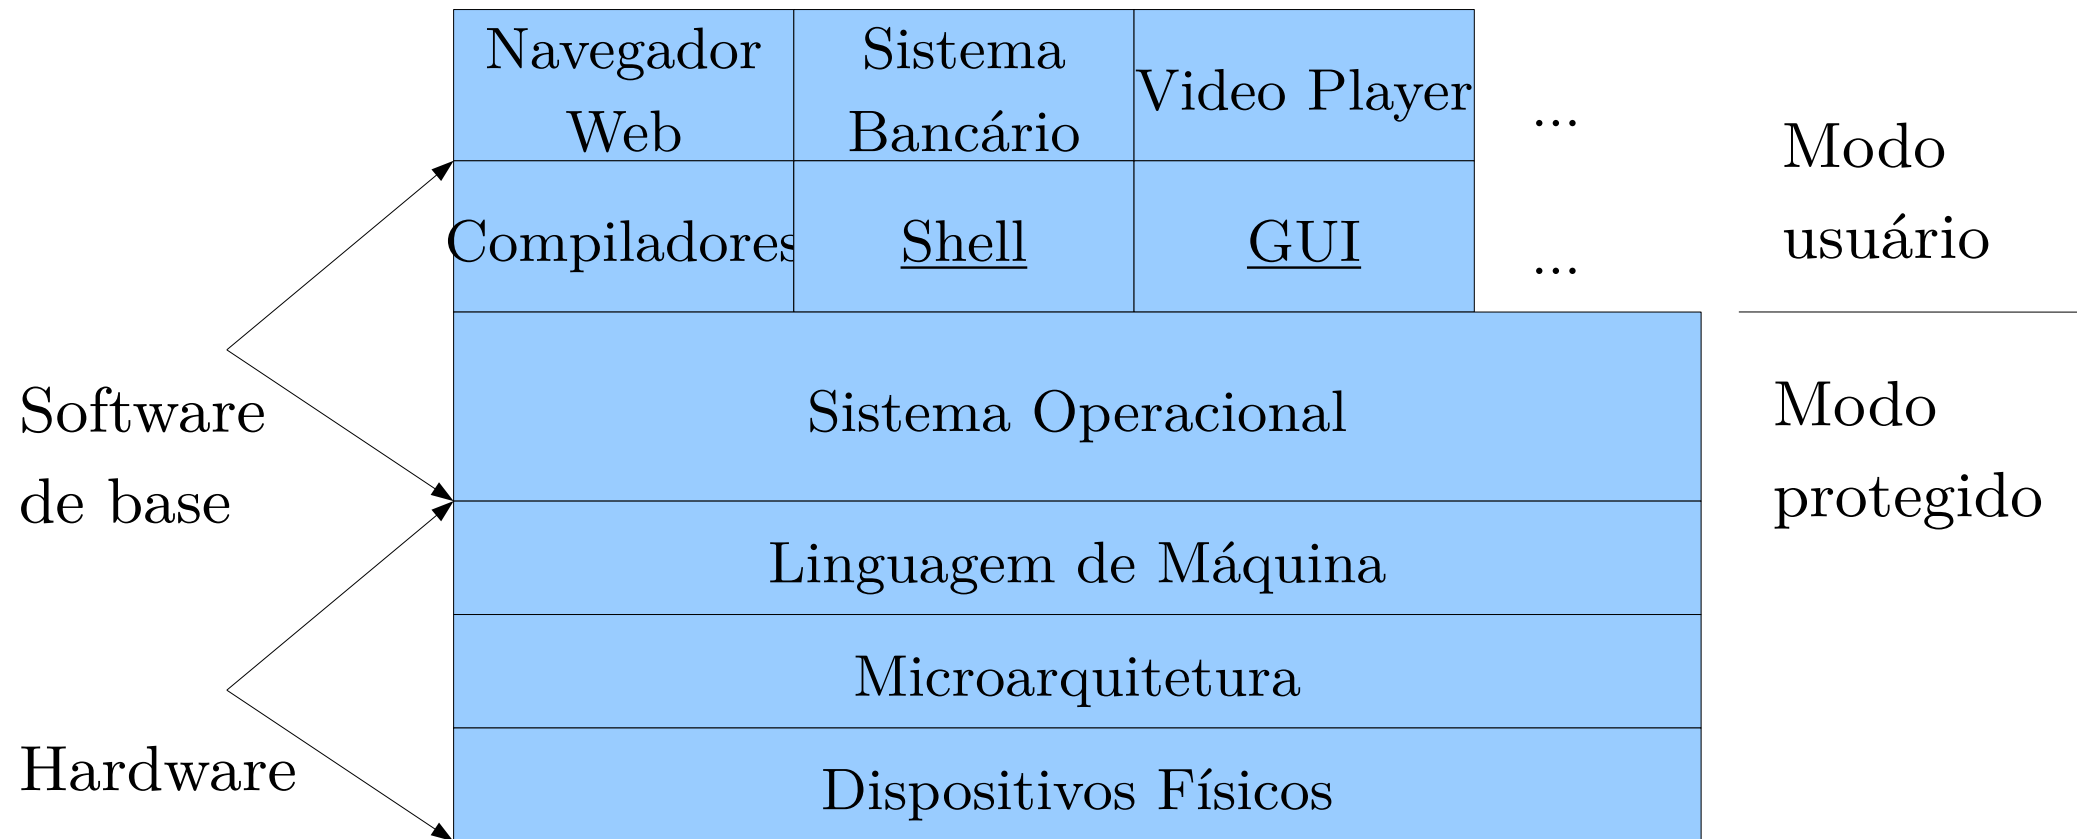 Navegador
Web
Sistema
Bancário
Video Player
...
Compiladores
Shell
GUI
...
Modo
usuário
Software
de base
Sistema Operacional
Modo
protegido
Linguagem de Máquina
Microarquitetura
Hardware
Dispositivos Físicos